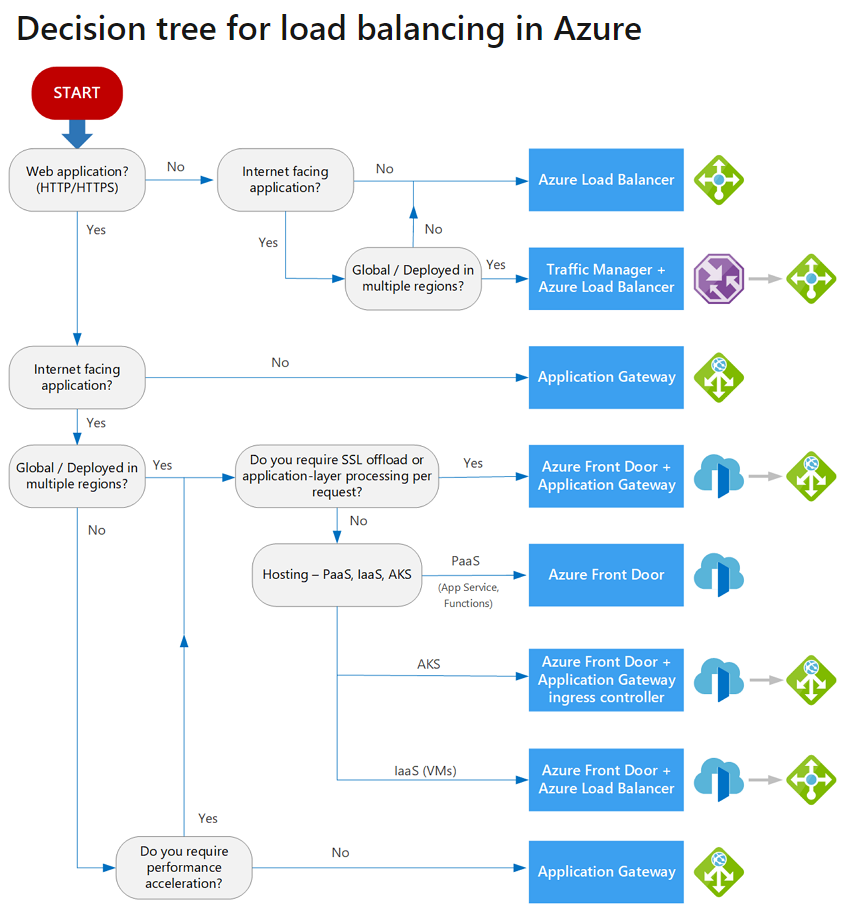 Decision tree for load balancing in Azure
START
Web application?
(HTTP/HTTPS)
No
Internet facing
application?
No
Azure Load Balancer
Yes
Yes
No
Global / Deployed in
multiple regions?
Yes
Traffic Manager +
Azure Load Balancer
Internet facing
application?
No
Application Gateway
Yes
Global / Deployed in
multiple regions?
Yes
Do you require SSL offload or
application-layer processing per
request?
Yes
Azure Front Door +
Application Gateway
No
No
Hosting – PaaS, IaaS, AKS
PaaS
(App Service,
Functions)
Azure Front Door
AKS
Azure Front Door +
Application Gateway
ingress controller
IaaS (VMs)
Azure Front Door +
Azure Load Balancer
Yes
Do you require
performance
acceleration?
No
Application Gateway